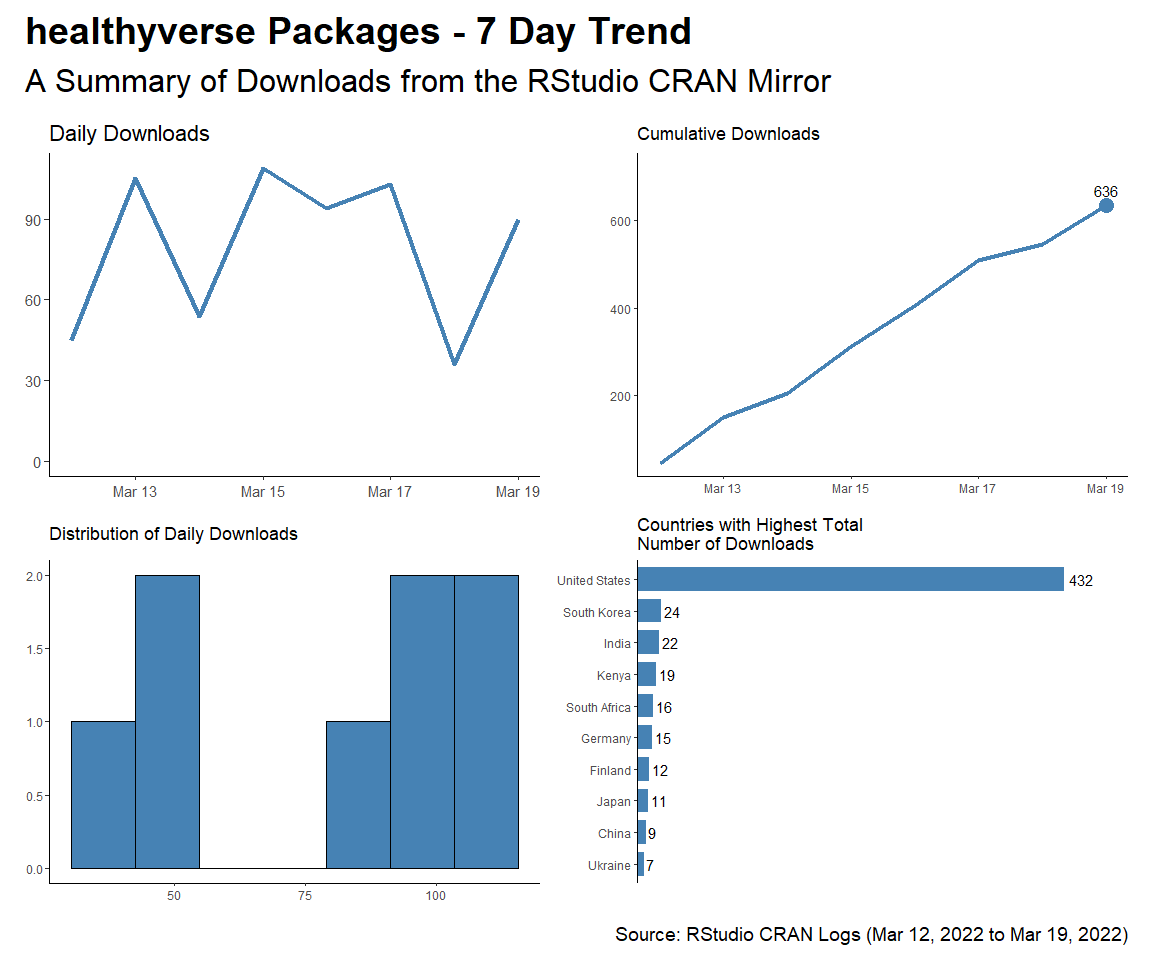 healthyverse Packages - 7 Day Trend
A Summary of Downloads from the RStudio CRAN Mirror
Daily Downloads
90
60
30
0
Mar 13 Mar 15 Mar 17 Mar 19
Cumulative Downloads
636
600
400
200
Mar 13 Mar 15 Mar 17 Mar 19
Distribution of Daily Downloads
2.0
1.5
1.0
0.5
0.0
50 75 100
Countries with Highest Total
Number of Downloads
United States 432
South Korea 24
India 22
Kenya 19
South Africa 16
Germany 15
Finland 12
Japan 11
China 9
Ukraine 7
Source: RStudio CRAN Logs (Mar 12, 2022 to Mar 19, 2022)